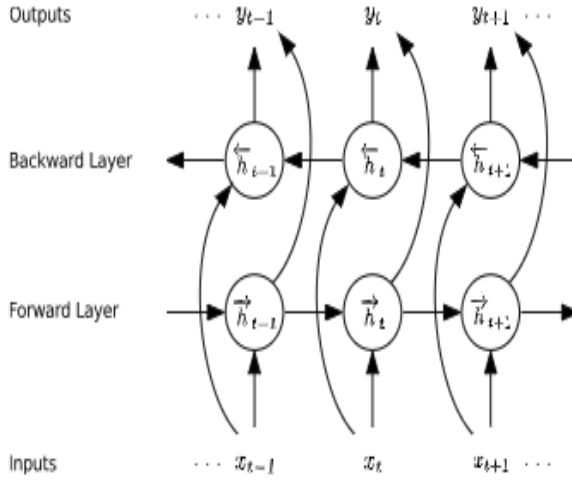 Outputs ··· y_{t−1} y_t y_{t+1} ···
Backward Layer ←h_{t−1} ←h_t ←h_{t+1}
Forward Layer →h_{t−1} →h_t →h_{t+1}
Inputs ··· x_{t−1} x_t x_{t+1} ···